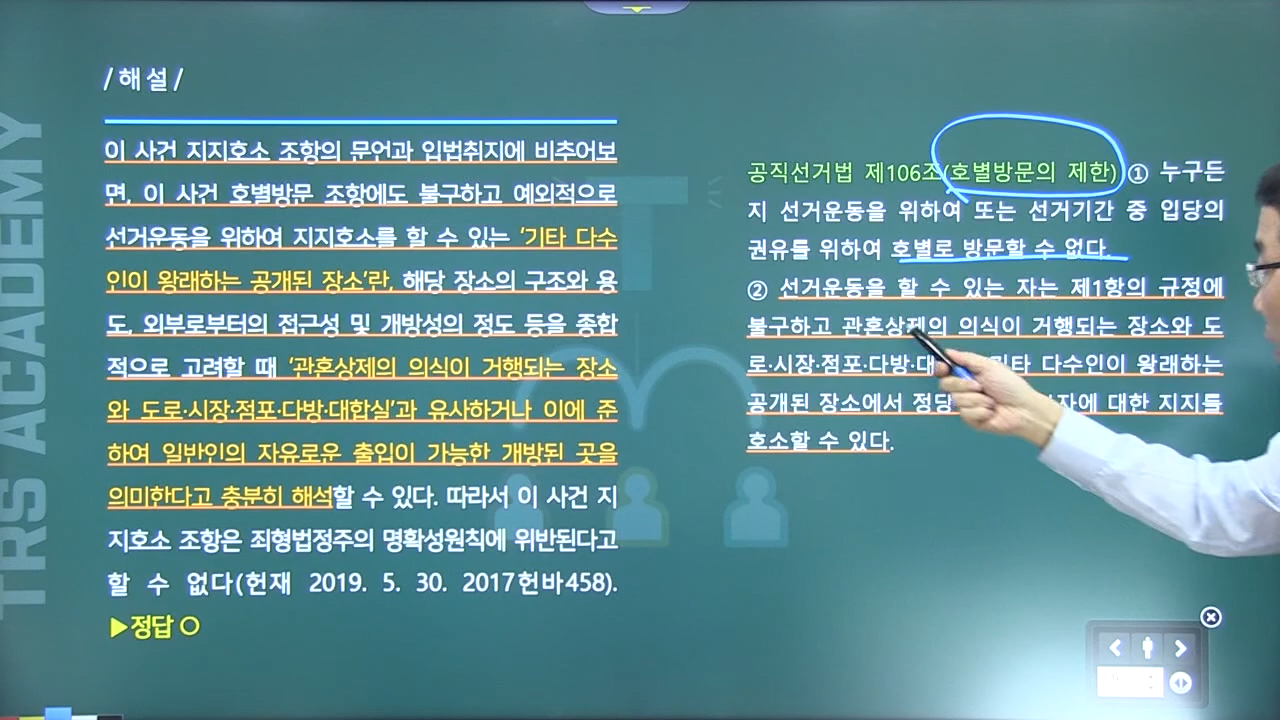 TRS ACADEMY
/해설/
이 사건 지지호소 조항의 문언과 입법취지에 비추어보
면, 이 사건 호별방문 조항에도 불구하고 예외적으로
선거운동을 위하여 지지호소를 할 수 있는 '기타 다수
인이 왕래하는 공개된 장소'란, 해당 장소의 구조와 용
도, 외부로부터의 접근성 및 개방성의 정도 등을 종합
적으로 고려할 때 '관혼상제의 의식이 거행되는 장소
와 도로·시장·점포·다방·대합실'과 유사하거나 이에 준
하여 일반인의 자유로운 출입이 가능한 개방된 곳을
의미한다고 충분히 해석할 수 있다. 따라서 이 사건 지
지호소 조항은 죄형법정주의 명확성원칙에 위반된다고
할 수 없다(헌재 2019. 5. 30. 2017헌바458).
▶정답 ○
공직선거법 제106조(호별방문의 제한) ① 누구든
지 선거운동을 위하여 또는 선거기간 중 입당의
권유를 위하여 호별로 방문할 수 없다.
② 선거운동을 할 수 있는 자는 제1항의 규정에
불구하고 관혼상제의 의식이 거행되는 장소와 도
로·시장·점포·다방·대 기타 다수인이 왕래하는
공개된 장소에서 정당 자에 대한 지지를
호소할 수 있다.